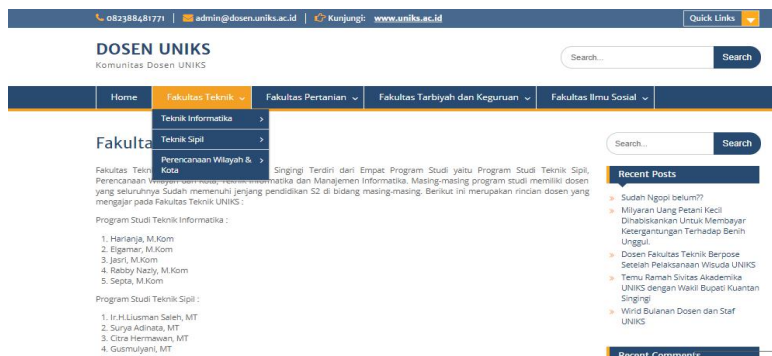 082388481771 | admin@dosen.uniks.ac.id | Kunjungi: www.uniks.ac.id
Quick Links
DOSEN UNIKS
Komunitas Dosen UNIKS
Search...
Search
Home
Fakultas Teknik
Fakultas Pertanian
Fakultas Tarbiyah dan Keguruan
Fakultas Ilmu Sosial
Teknik Informatika
Teknik Sipil
Perencanaan Wilayah &
Kota
Fakulta
Fakultas Tekn Singingi Terdiri dari Empat Program Studi yaitu Program Studi Teknik Sipil,
Perencanaan Wilayah dan Kota, Teknik Informatika dan Manajemen Informatika. Masing-masing program studi memiliki dosen
yang seluruhnya Sudah memenuhi jenjang pendidikan S2 di bidang masing-masing. Berikut ini merupakan rincian dosen yang
mengajar pada Fakultas Teknik UNIKS :
Program Studi Teknik Informatika :
1. Harianja, M.Kom
2. Elgamar, M.Kom
3. Jasri, M.Kom
4. Rabby Nazly, M.Kom
5. Septa, M.Kom
Program Studi Teknik Sipil :
1. Ir.H.Liusman Saleh, MT
2. Surya Adinata, MT
3. Citra Hermawan, MT
4. Gusmulyani, MT
Search...
Search
Recent Posts
Sudah Ngopi belum??
Milyaran Uang Petani Kecil
Dihabiskankan Untuk Membayar
Ketergantungan Terhadap Benih
Unggul.
Dosen Fakultas Teknik Berpose
Setelah Pelaksanaan Wisuda UNIKS
Temu Ramah Sivitas Akademika
UNIKS dengan Wakil Bupati Kuantan
Singingi
Wirid Bulanan Dosen dan Staf
UNIKS
Recent Comments